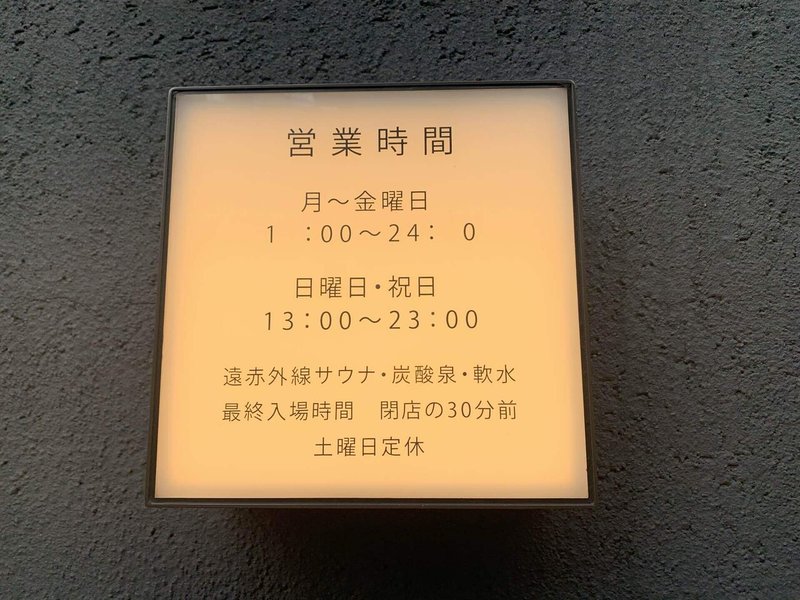 営業時間
月～金曜日
1 :00～24: 0
日曜日・祝日
13:00～23:00
遠赤外線サウナ・炭酸泉・軟水
最終入場時間 閉店の30分前
土曜日定休